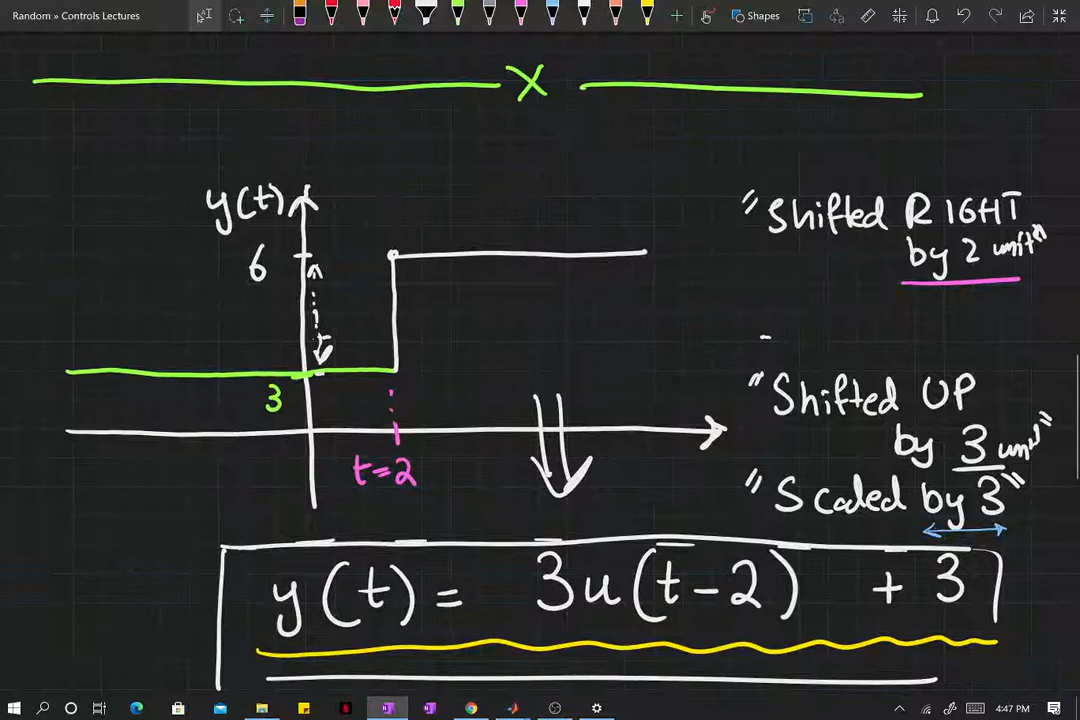 Random » Controls Lectures
Shapes
X
y(t)
6
3
t=2
"Shifted RIGHT
by 2 unit"
"Shifted UP
by 3 unit"
"Scaled by 3"
y(t) = 3u(t-2) + 3
4:47 PM